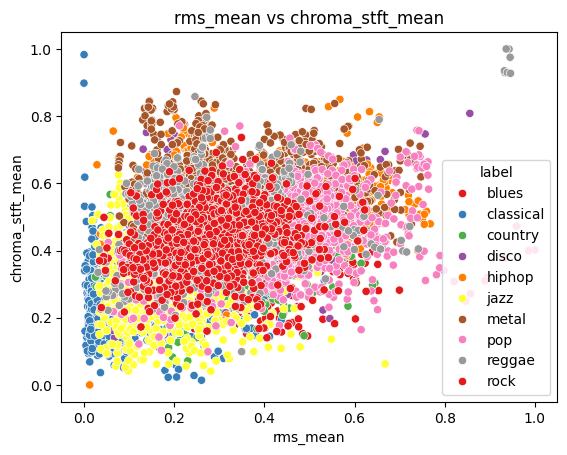 rms_mean vs chroma_stft_mean
chroma_stft_mean
1.0
0.8
0.6
0.4
0.2
0.0
0.0 0.2 0.4 0.6 0.8 1.0
rms_mean
label
blues
classical
country
disco
hiphop
jazz
metal
pop
reggae
rock